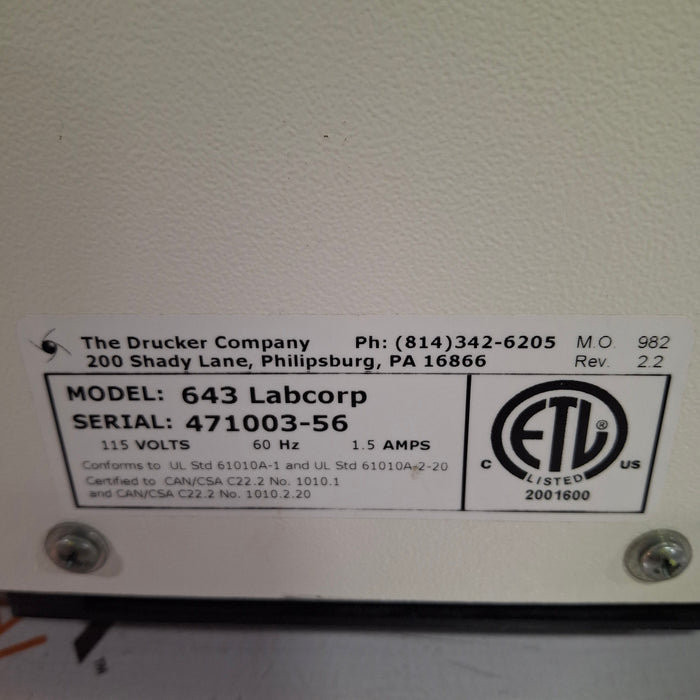 The Drucker Company Ph: (814)342-6205 M.O. 982
200 Shady Lane, Philipsburg, PA 16866 Rev. 2.2
MODEL: 643 Labcorp
SERIAL: 471003-56
115 VOLTS 60 Hz 1.5 AMPS
Conforms to UL Std 61010A-1 and UL Std 61010A-2-20
Certified to CAN/CSA C22.2 No. 1010.1
and CAN/CSA C22.2 No. 1010.2.20
ETL ®
C US
LISTED
2001600